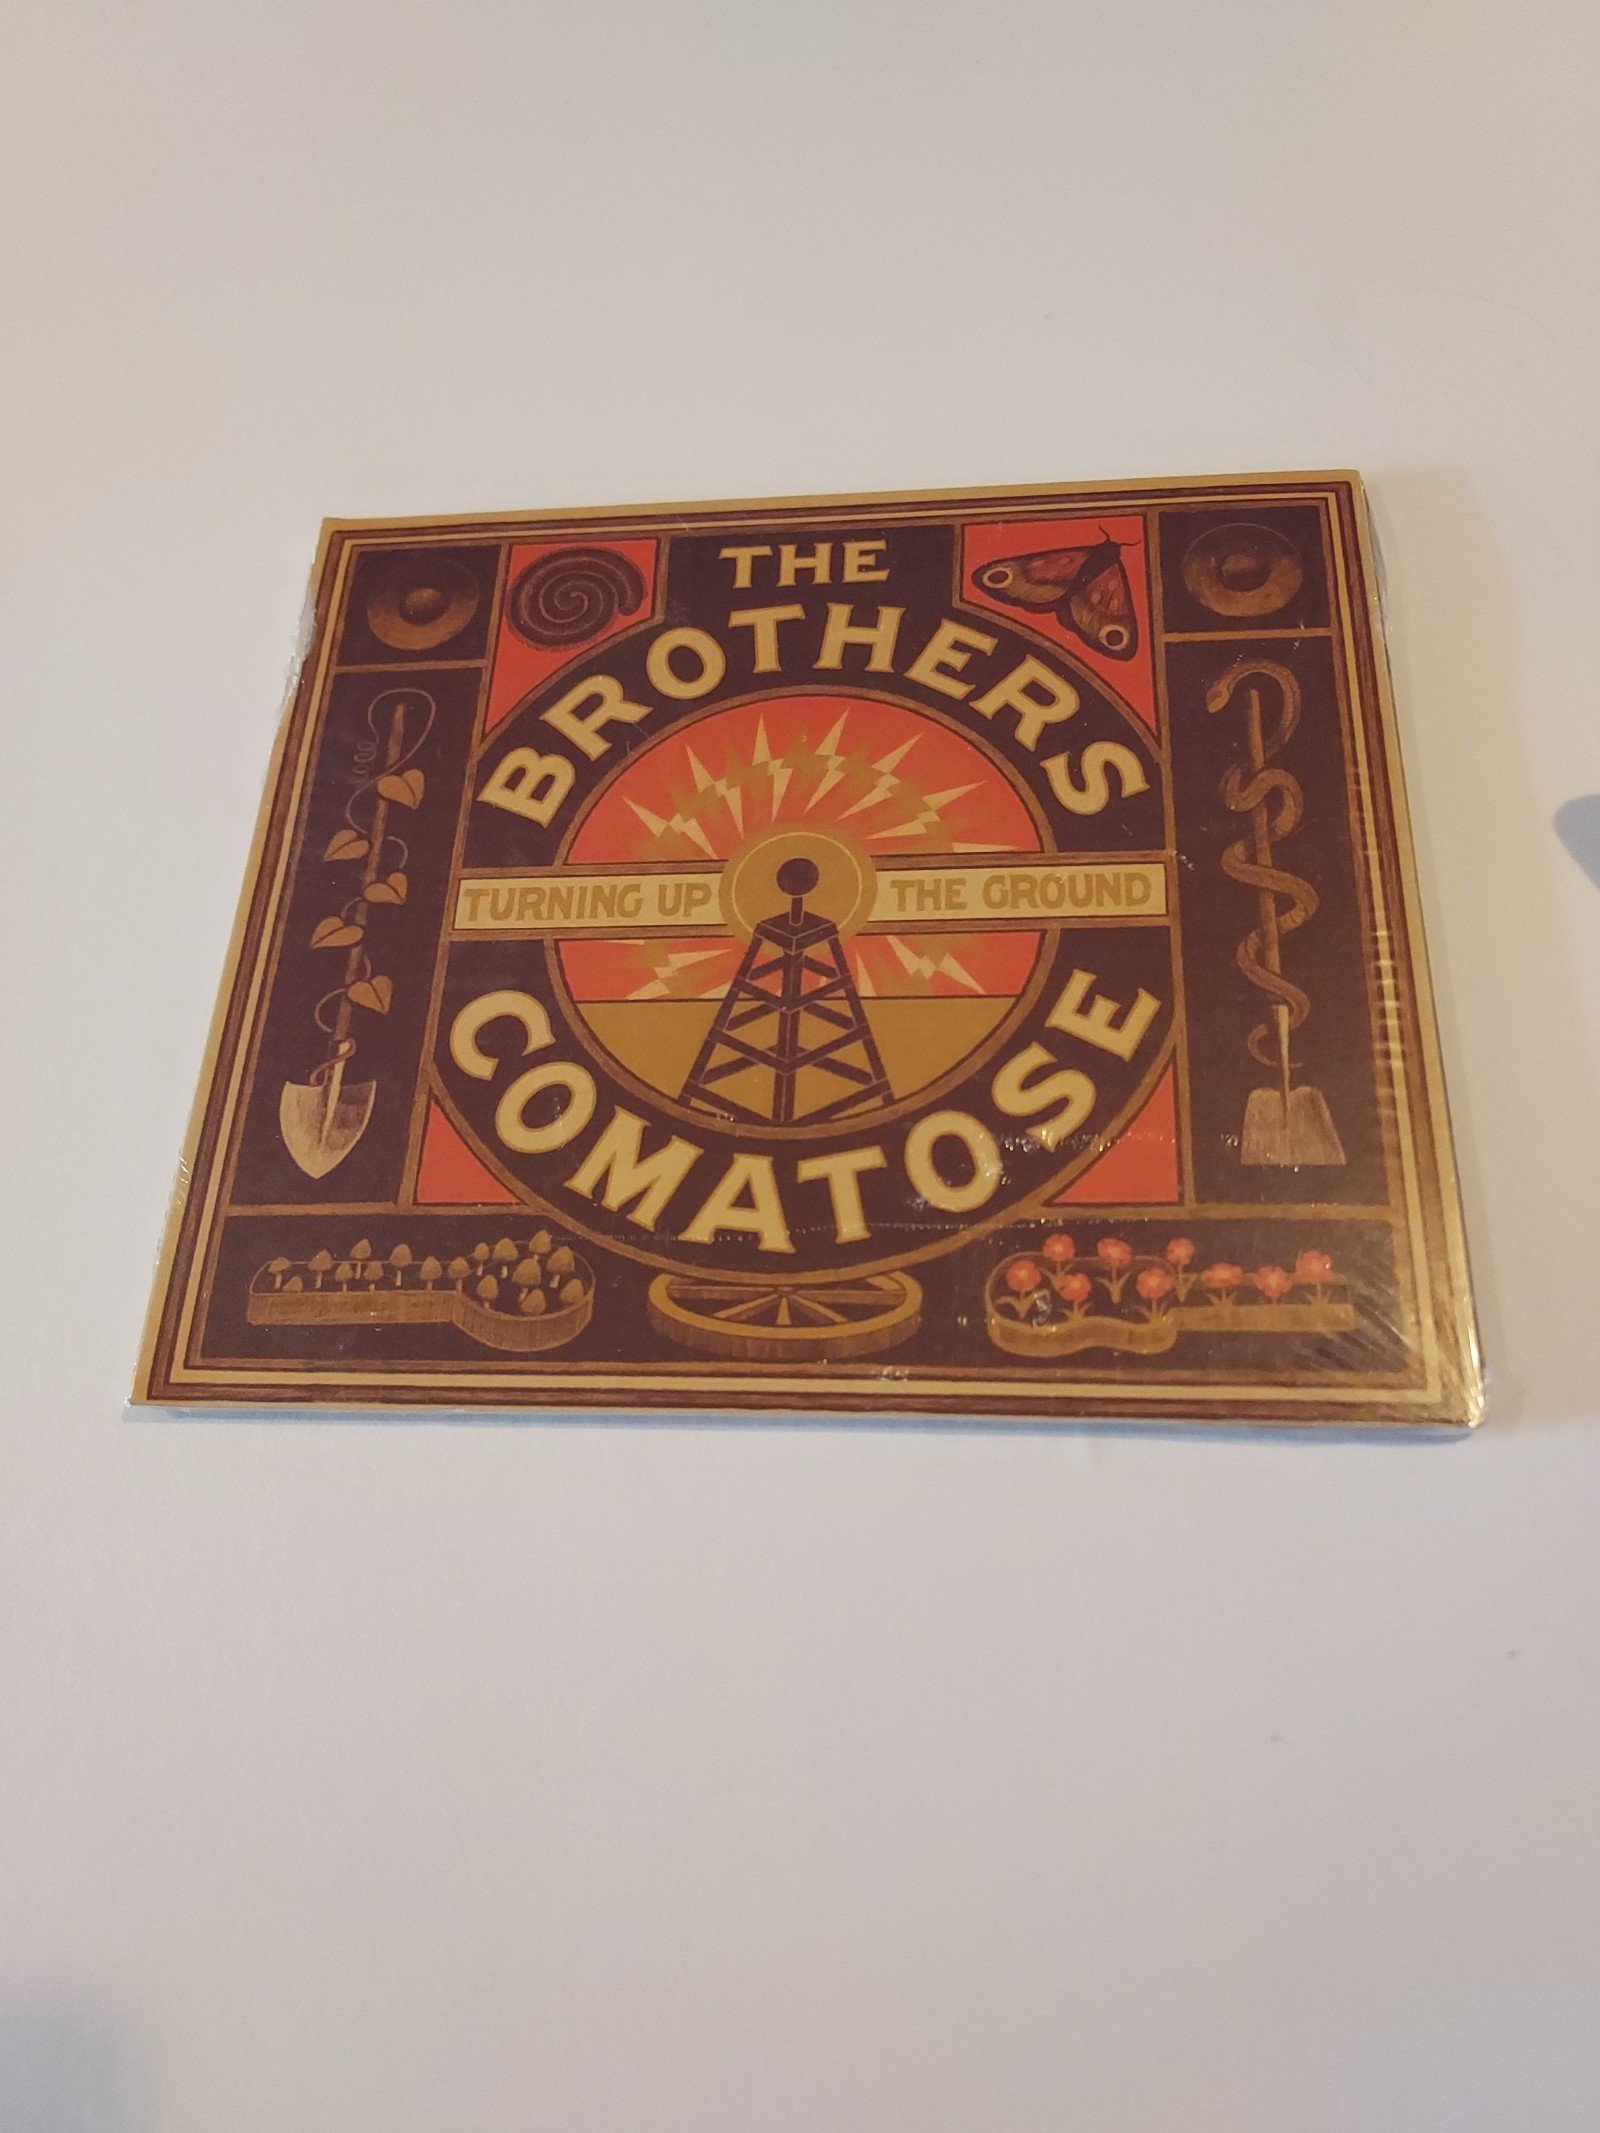 THE
BROTHERS
TURNING UP THE GROUND
COMATOSE